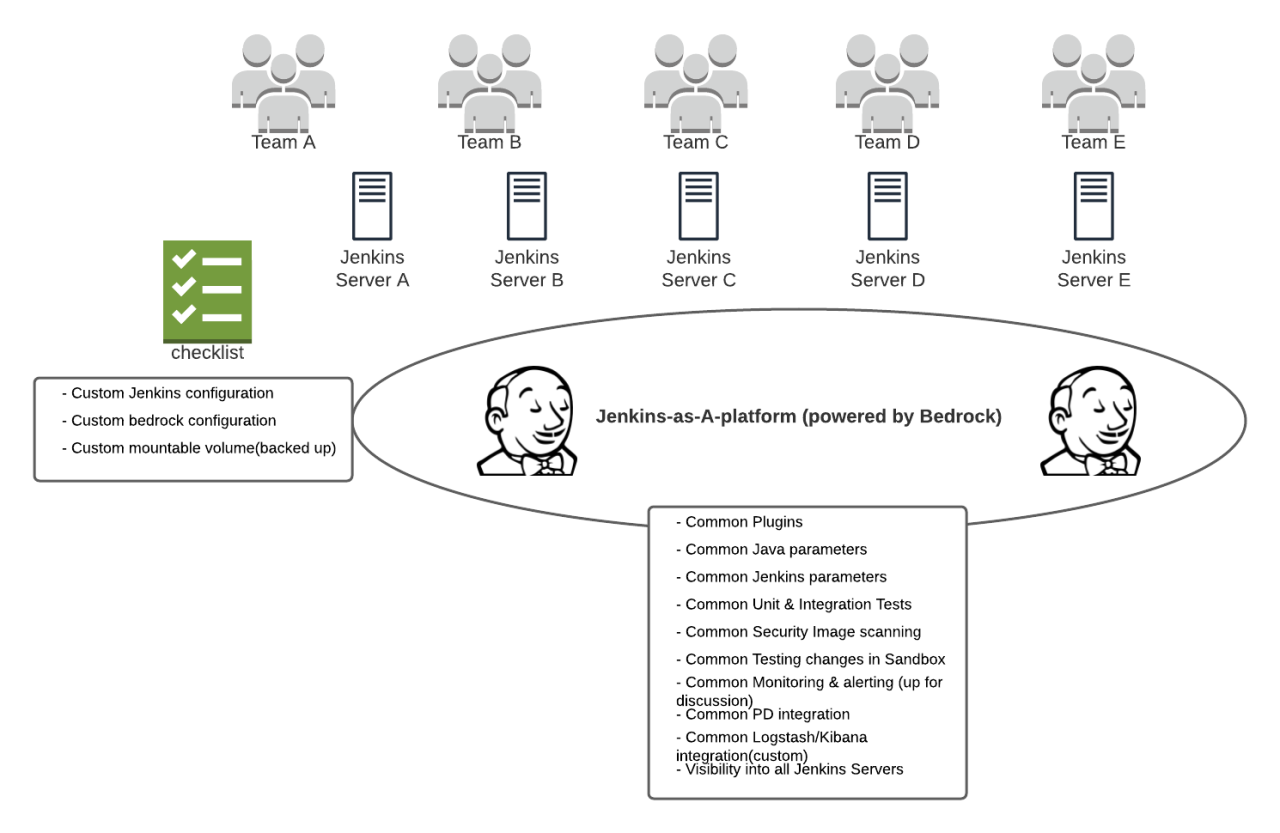 Team A
Team B
Team C
Team D
Team E
Jenkins
Server A
Jenkins
Server B
Jenkins
Server C
Jenkins
Server D
Jenkins
Server E
checklist
- Custom Jenkins configuration
- Custom bedrock configuration
- Custom mountable volume(backed up)
Jenkins-as-A-platform (powered by Bedrock)
- Common Plugins
- Common Java parameters
- Common Jenkins parameters
- Common Unit & Integration Tests
- Common Security Image scanning
- Common Testing changes in Sandbox
- Common Monitoring & alerting (up for
discussion)
- Common PD integration
- Common Logstash/Kibana
integration(custom)
- Visibility into all Jenkins Servers